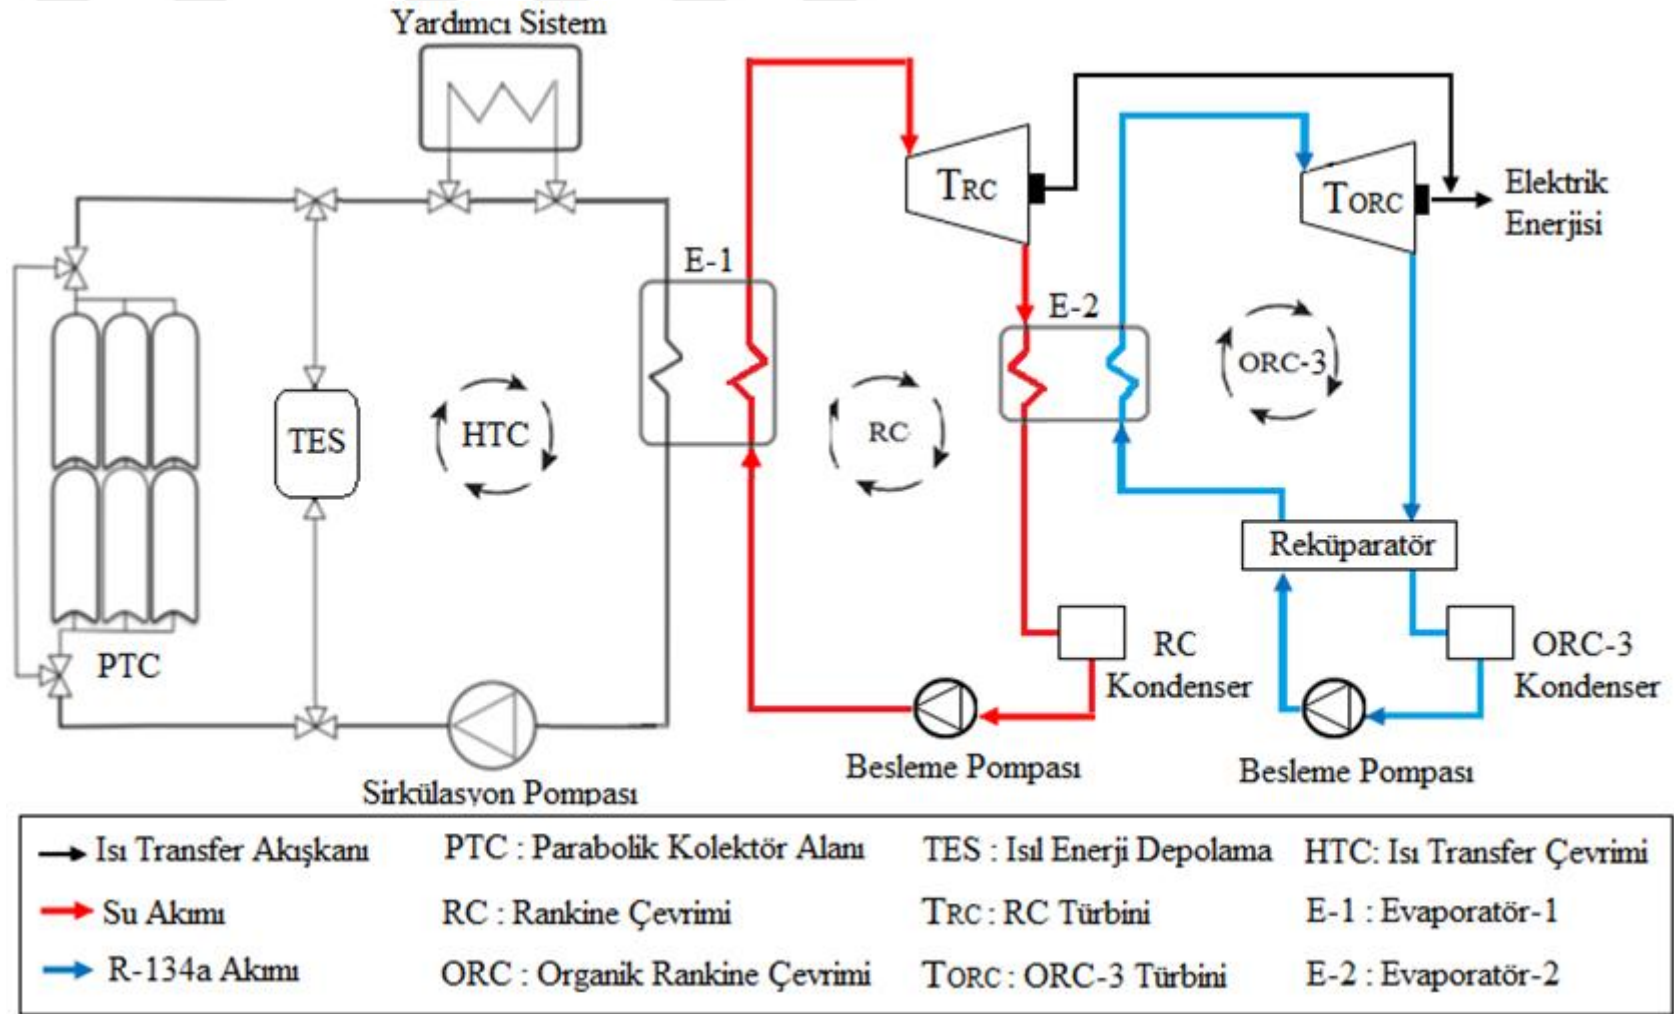 Yardımcı Sistem
TRC
TORC
Elektrik
Enerjisi
E-1
E-2
ORC-3
TES
HTC
RC
Reküparatör
PTC
RC
Kondenser
ORC-3
Kondenser
Besleme Pompası
Besleme Pompası
Sirkülasyon Pompası
Isı Transfer Akışkanı
PTC : Parabolik Kolektör Alanı
TES : Isıl Enerji Depolama
HTC: Isı Transfer Çevrimi
Su Akımı
RC : Rankine Çevrimi
TRC : RC Türbini
E-1 : Evaporatör-1
R-134a Akımı
ORC : Organik Rankine Çevrimi
TORC : ORC-3 Türbini
E-2 : Evaporatör-2